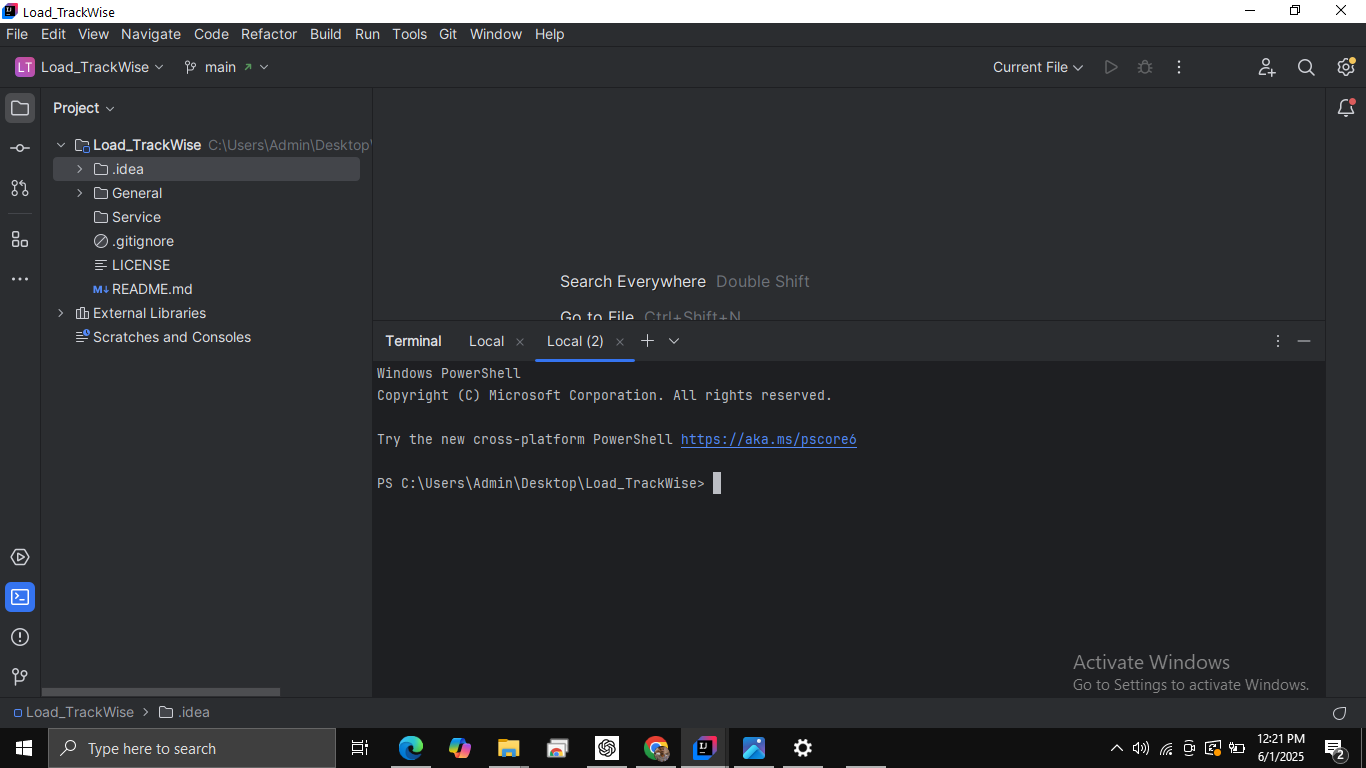 Load_TrackWise
File Edit View Navigate Code Refactor Build Run Tools Git Window Help
LT Load_TrackWise main Current File
Project
Load_TrackWise C:\Users\Admin\Desktop\
.idea
General
Service
.gitignore
LICENSE
M↓ README.md
External Libraries
Scratches and Consoles
Search Everywhere Double Shift
Go to File Ctrl+Shift+N
Terminal Local Local (2)
Windows PowerShell
Copyright (C) Microsoft Corporation. All rights reserved.
Try the new cross-platform PowerShell https://aka.ms/pscore6
PS C:\Users\Admin\Desktop\Load_TrackWise>
Activate Windows
Go to Settings to activate Windows.
Load_TrackWise > .idea
Type here to search
12:21 PM
6/1/2025
2